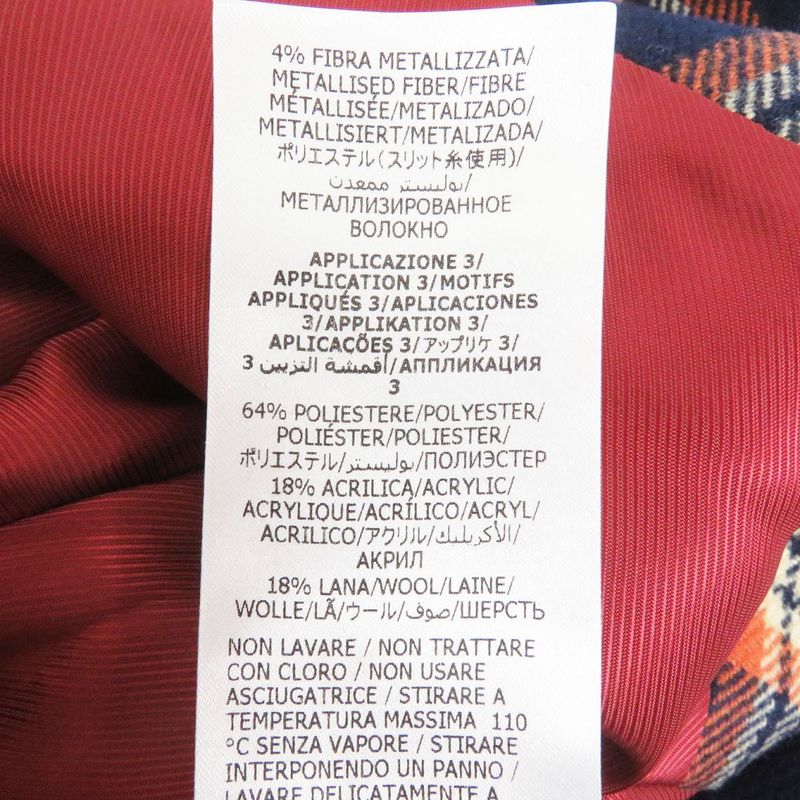 4% FIBRA METALLIZZATA/
METALLISED FIBER/FIBRE
MÉTALLISÉE/METALIZADO/
METALLISIERT/METALIZADA/
ポリエステル(スリット糸使用)/
بوليستر ممعدن/
МЕТАЛЛИЗИРОВАННОЕ
ВОЛОКНО
APPLICAZIONE 3/
APPLICATION 3/MOTIFS
APPLIQUÉS 3/APLICACIONES
3/APPLIKATION 3/
APLICAÇÕES 3/アップリケ 3/
أقمشة التزيين 3/АППЛИКАЦИЯ
3
64% POLIESTERE/POLYESTER/
POLIÉSTER/POLIESTER/
ポリエステル/بوليستر/ПОЛИЭСТЕР
18% ACRILICA/ACRYLIC/
ACRYLIQUE/ACRÍLICO/ACRYL/
ACRILICO/アクリル/الأكريليك/
АКРИЛ
18% LANA/WOOL/LAINE/
WOLLE/LÃ/ウール/صوف/ШЕРСТЬ
NON LAVARE / NON TRATTARE
CON CLORO / NON USARE
ASCIUGATRICE / STIRARE A
TEMPERATURA MASSIMA 110
°C SENZA VAPORE / STIRARE
INTERPONENDO UN PANNO /
LAVARE DELICATAMENTE A